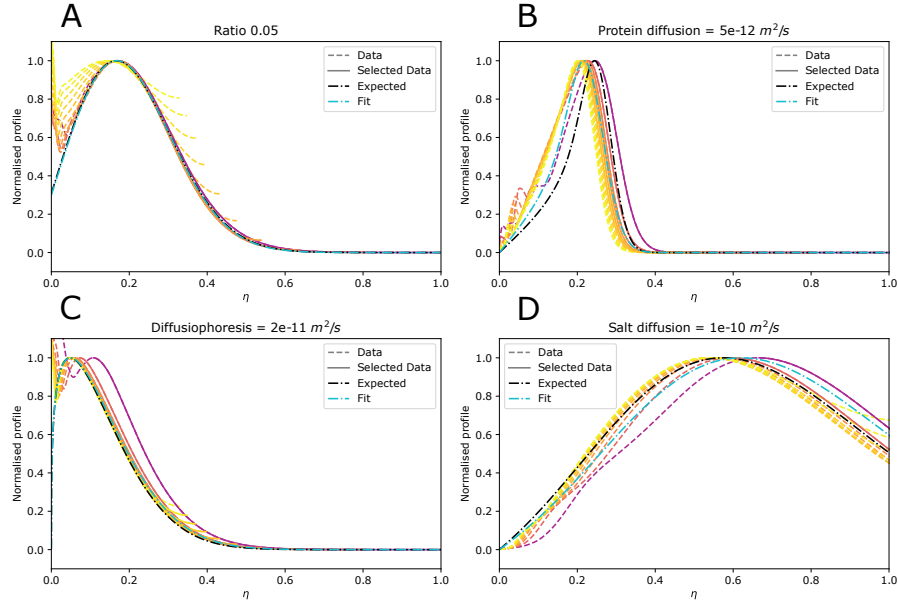 A
Ratio 0.05
Normalised profile
1.0
0.8
0.6
0.4
0.2
0.0
Data
Selected Data
Expected
Fit
0.0 0.2 0.4 0.6 0.8 1.0
η
B
Protein diffusion = 5e-12 m²/s
Normalised profile
1.0
0.8
0.6
0.4
0.2
0.0
Data
Selected Data
Expected
Fit
0.0 0.2 0.4 0.6 0.8 1.0
η
C
Diffusiophoresis = 2e-11 m²/s
Normalised profile
1.0
0.8
0.6
0.4
0.2
0.0
Data
Selected Data
Expected
Fit
0.0 0.2 0.4 0.6 0.8 1.0
η
D
Salt diffusion = 1e-10 m²/s
Normalised profile
1.0
0.8
0.6
0.4
0.2
0.0
Data
Selected Data
Expected
Fit
0.0 0.2 0.4 0.6 0.8 1.0
η